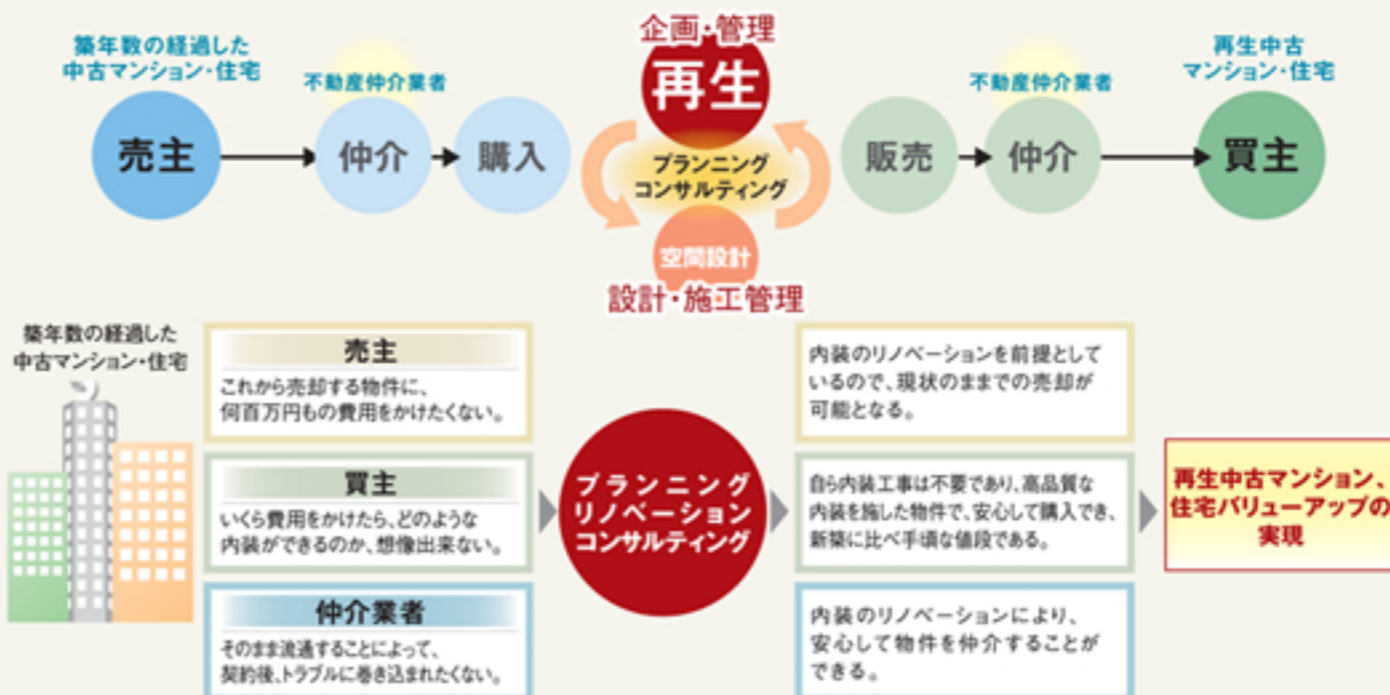 築年数の経過した
中古マンション・住宅
売主
不動産仲介業者
仲介
購入
企画・管理
再生
プランニング
コンサルティング
空間設計
設計・施工管理
販売
不動産仲介業者
仲介
再生中古
マンション・住宅
買主
築年数の経過した
中古マンション・住宅
売主
これから売却する物件に、
何百万円もの費用をかけたくない。
買主
いくら費用をかけたら、どのような
内装ができるのか、想像出来ない。
仲介業者
そのまま流通することによって、
契約後、トラブルに巻き込まれたくない。
プランニング
リノベーション
コンサルティング
内装のリノベーションを前提として
いるので、現状のままでの売却が
可能となる。
自ら内装工事は不要であり、高品質な
内装を施した物件で、安心して購入でき、
新築に比べ手頃な値段である。
内装のリノベーションにより、
安心して物件を仲介することが
できる。
再生中古マンション、
住宅バリューアップの
実現